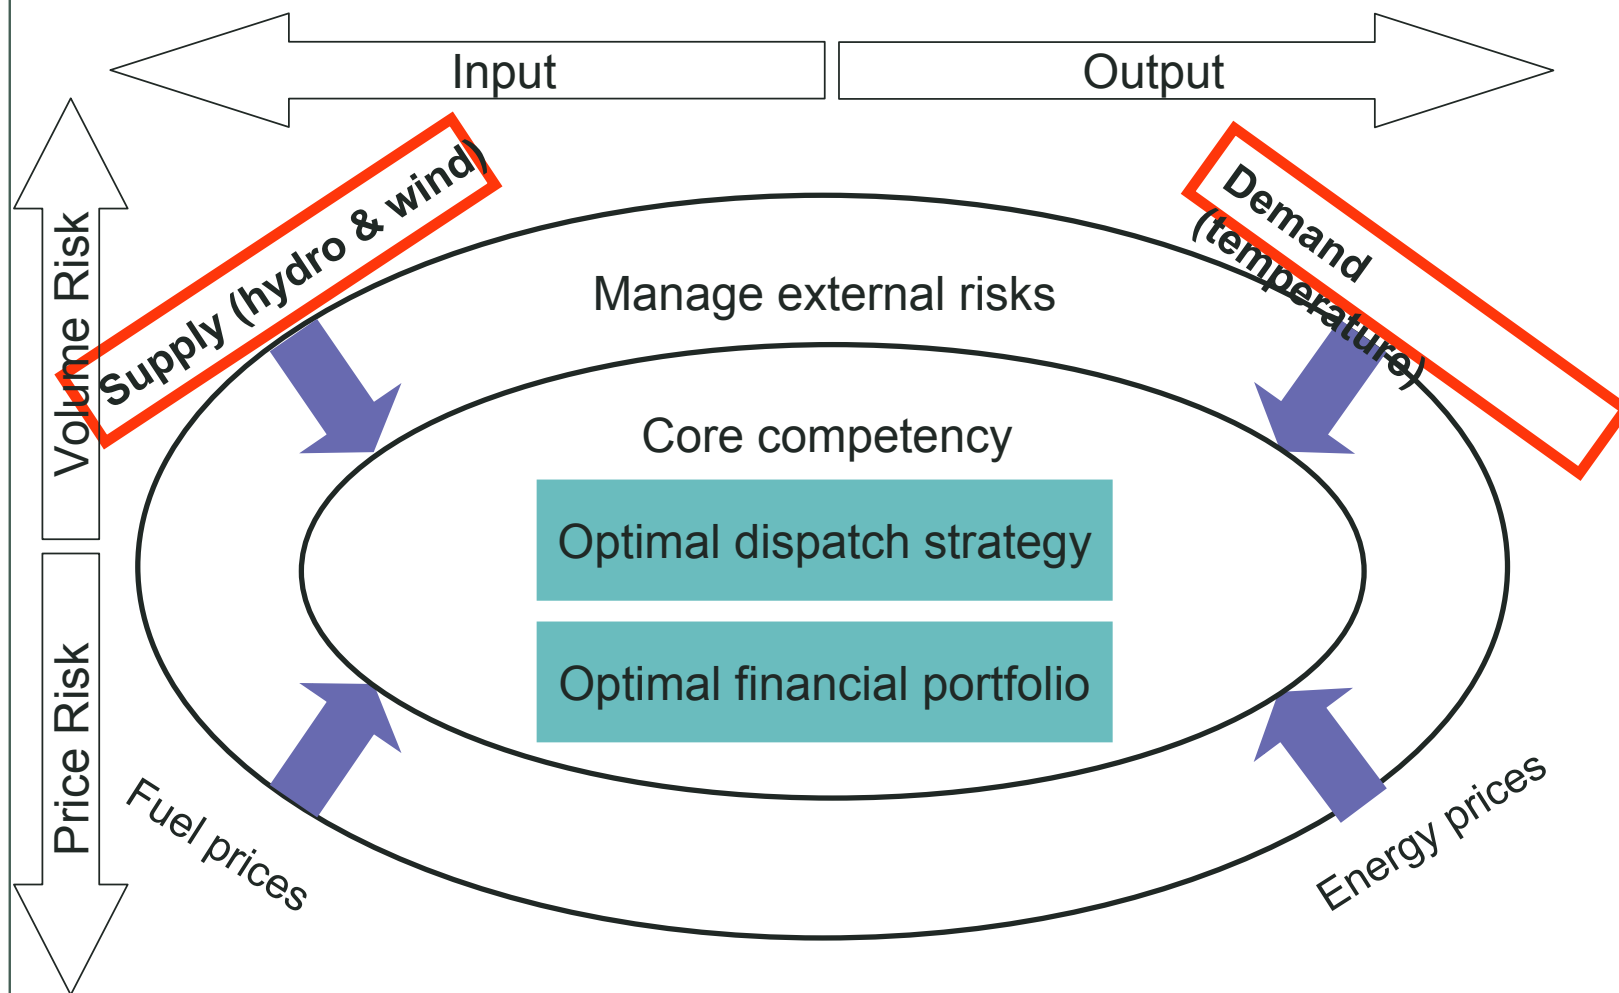 Input
Output
Volume Risk
Supply (hydro & wind)
Demand
(temperature)
Manage external risks
Core competency
Optimal dispatch strategy
Optimal financial portfolio
Price Risk
Fuel prices
Energy prices